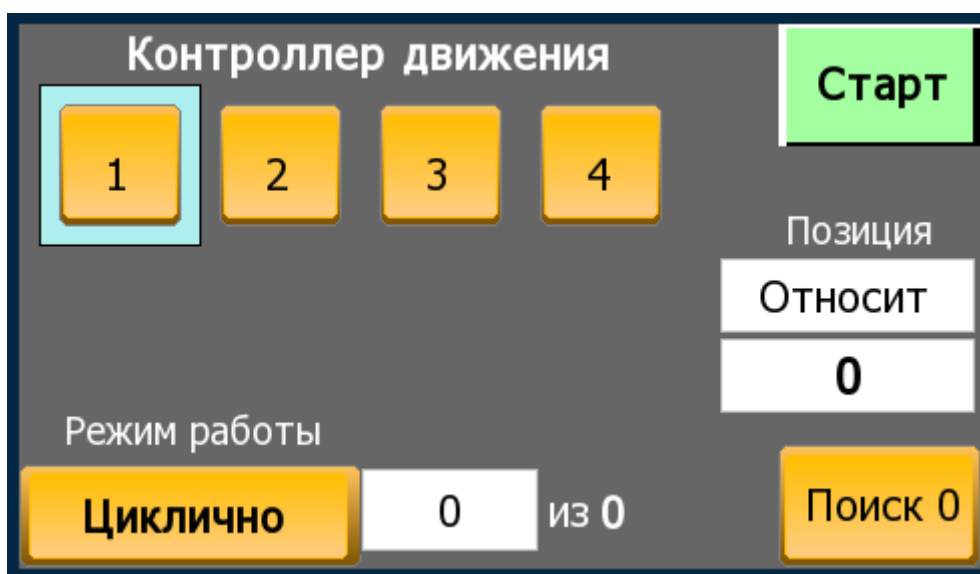 Контроллер движения
Старт
1 2 3 4
Позиция
Относит
0
Режим работы
Циклично 0 из 0
Поиск 0